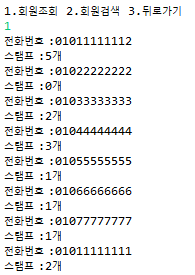 1.회원조회 2.회원검색 3.뒤로가기
1
전화번호 :01011111112
스탬프 :5개
전화번호 :01022222222
스탬프 :0개
전화번호 :01033333333
스탬프 :2개
전화번호 :01044444444
스탬프 :3개
전화번호 :01055555555
스탬프 :1개
전화번호 :01066666666
스탬프 :1개
전화번호 :01077777777
스탬프 :1개
전화번호 :01011111111
스탬프 :2개